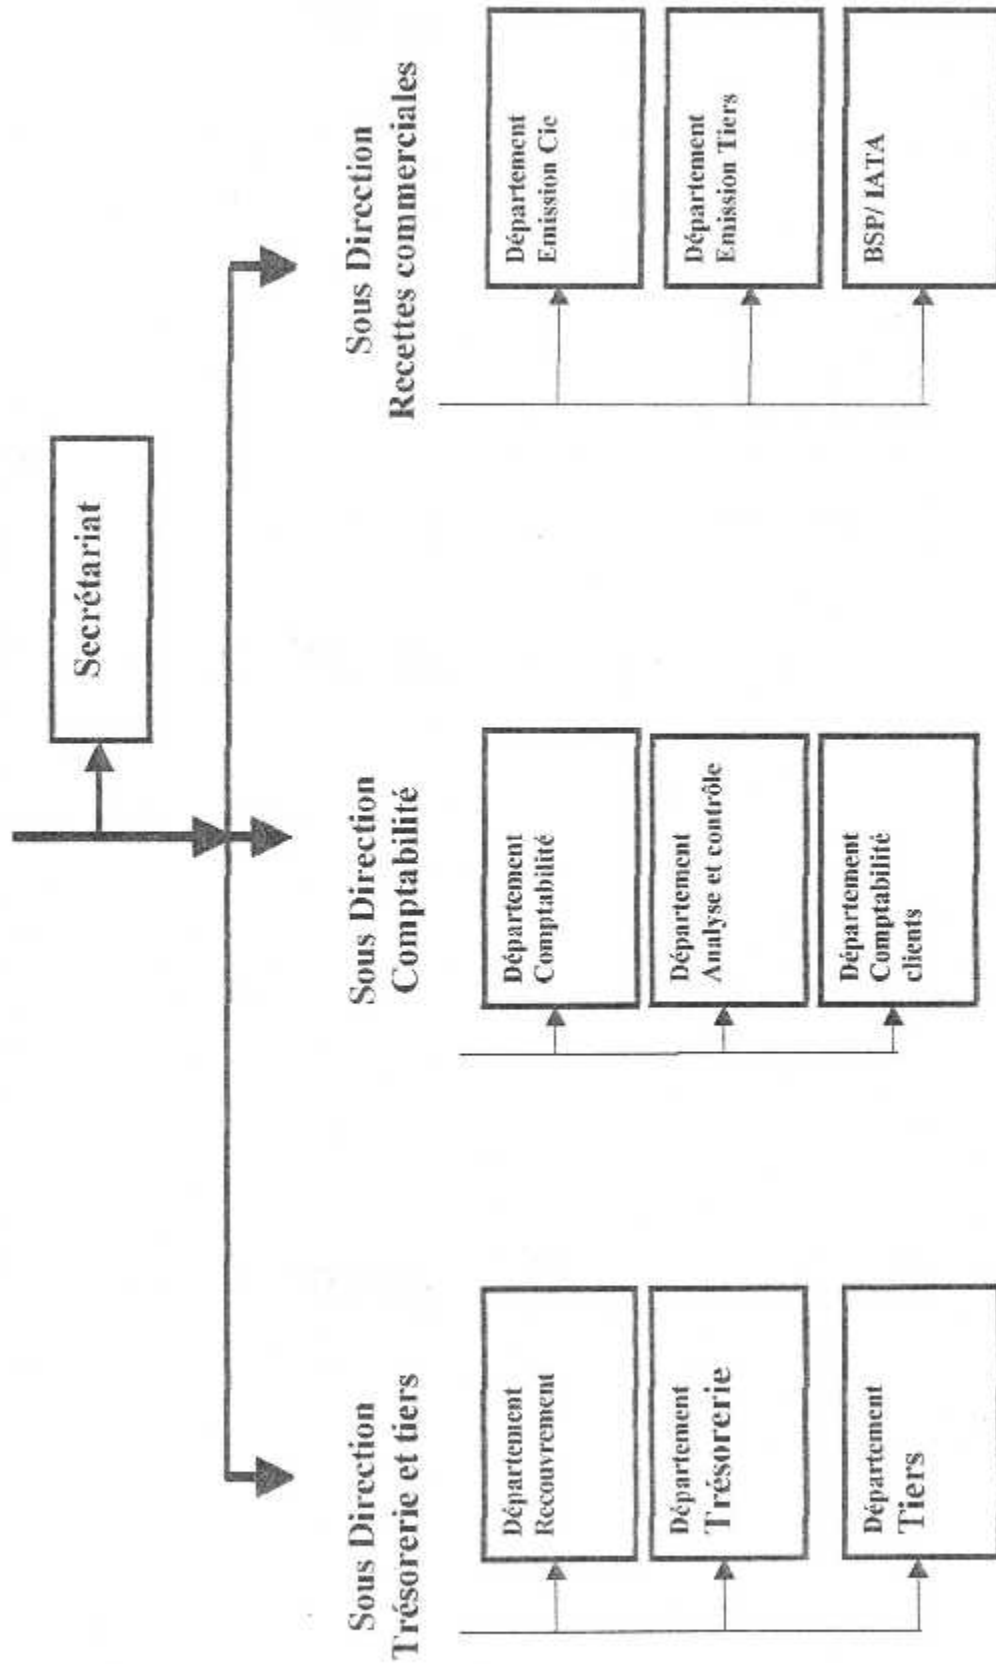 Secrétariat
Sous Direction
Trésorerie et tiers
Département
Recouvrement
Département
Trésorerie
Département
Tiers
Sous Direction
Comptabilité
Département
Comptabilité
Département
Analyse et contrôle
Département
Comptabilité
clients
Sous Direction
Recettes commerciales
Département
Emission Cie
Département
Emission Tiers
BSP/ IATA